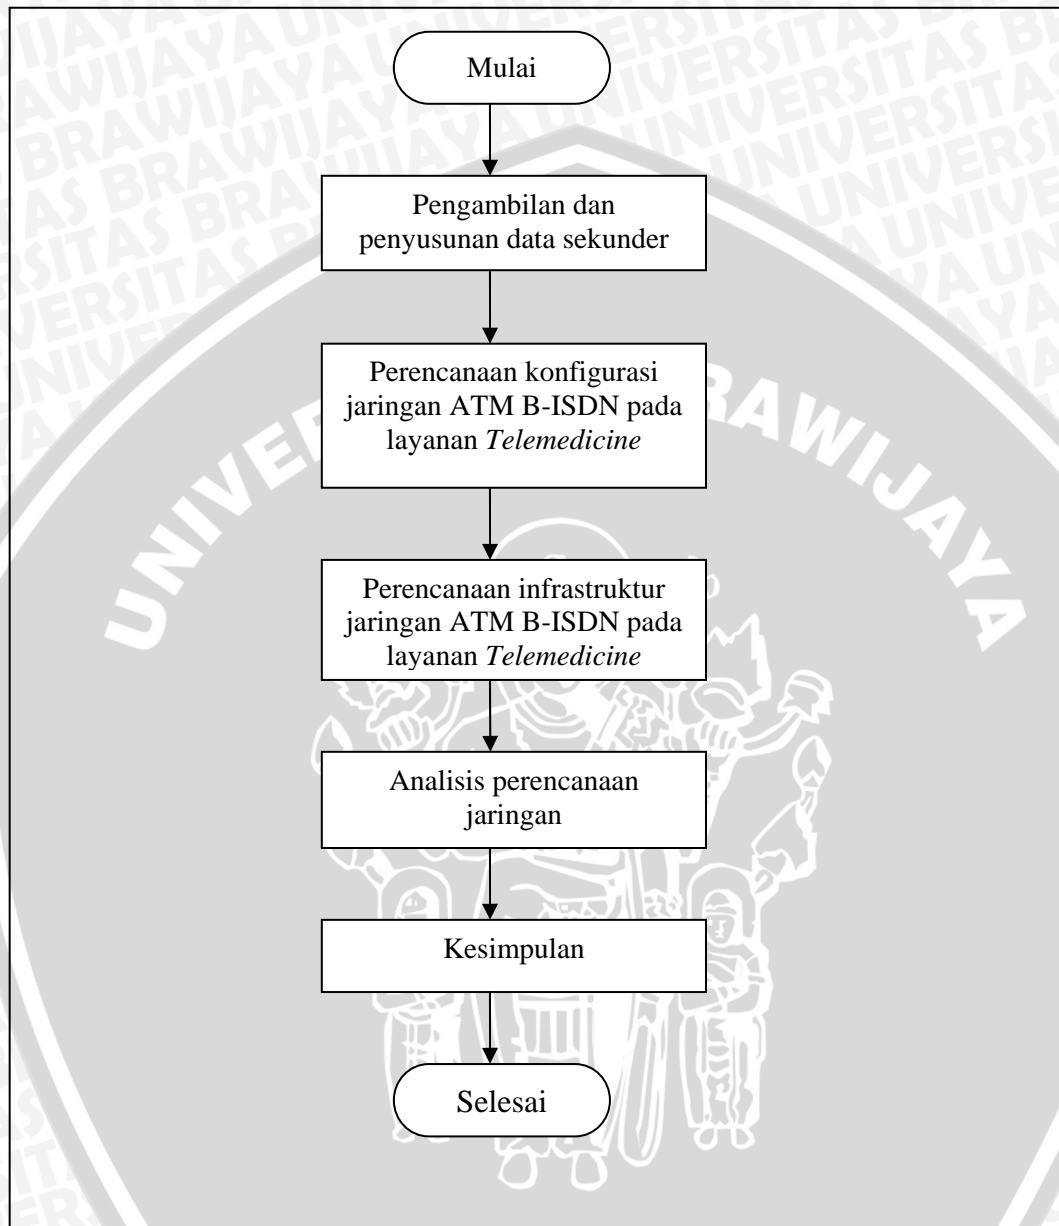 Mulai
Pengambilan dan
penyusunan data sekunder
Perencanaan konfigurasi
jaringan ATM B-ISDN pada
layanan Telemedicine
Perencanaan infrastruktur
jaringan ATM B-ISDN pada
layanan Telemedicine
Analisis perencanaan
jaringan
Kesimpulan
Selesai